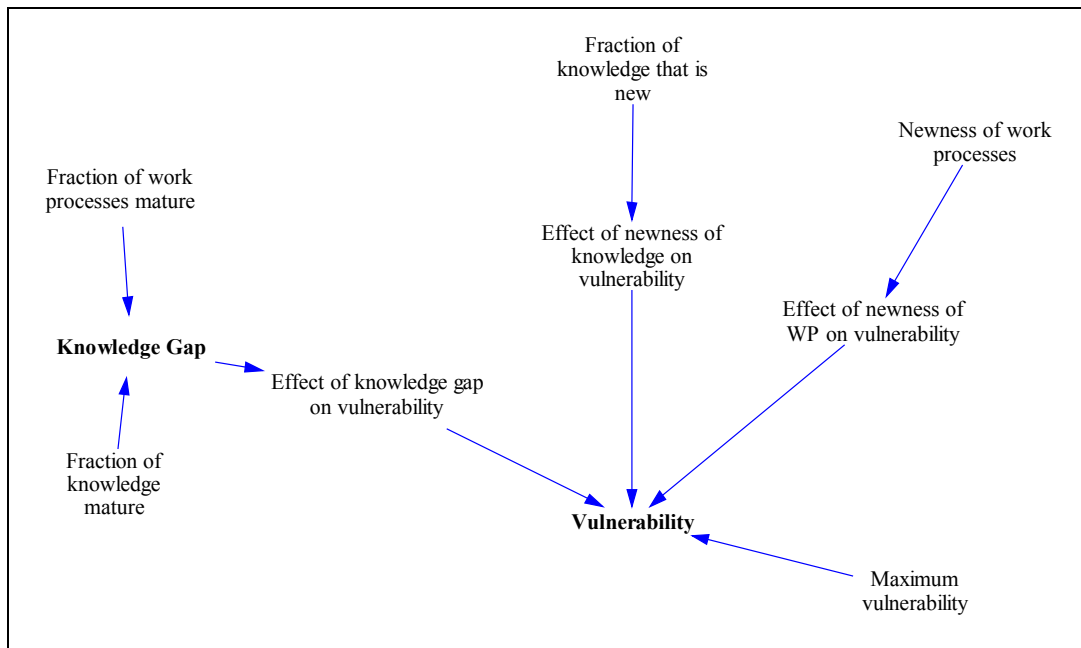 Fraction of
knowledge that is
new
Newness of work
processes
Fraction of work
processes mature
Effect of newness of
knowledge on
vulnerability
Effect of newness of
WP on vulnerability
Knowledge Gap
Effect of knowledge gap
on vulnerability
Fraction of
knowledge
mature
Vulnerability
Maximum
vulnerability